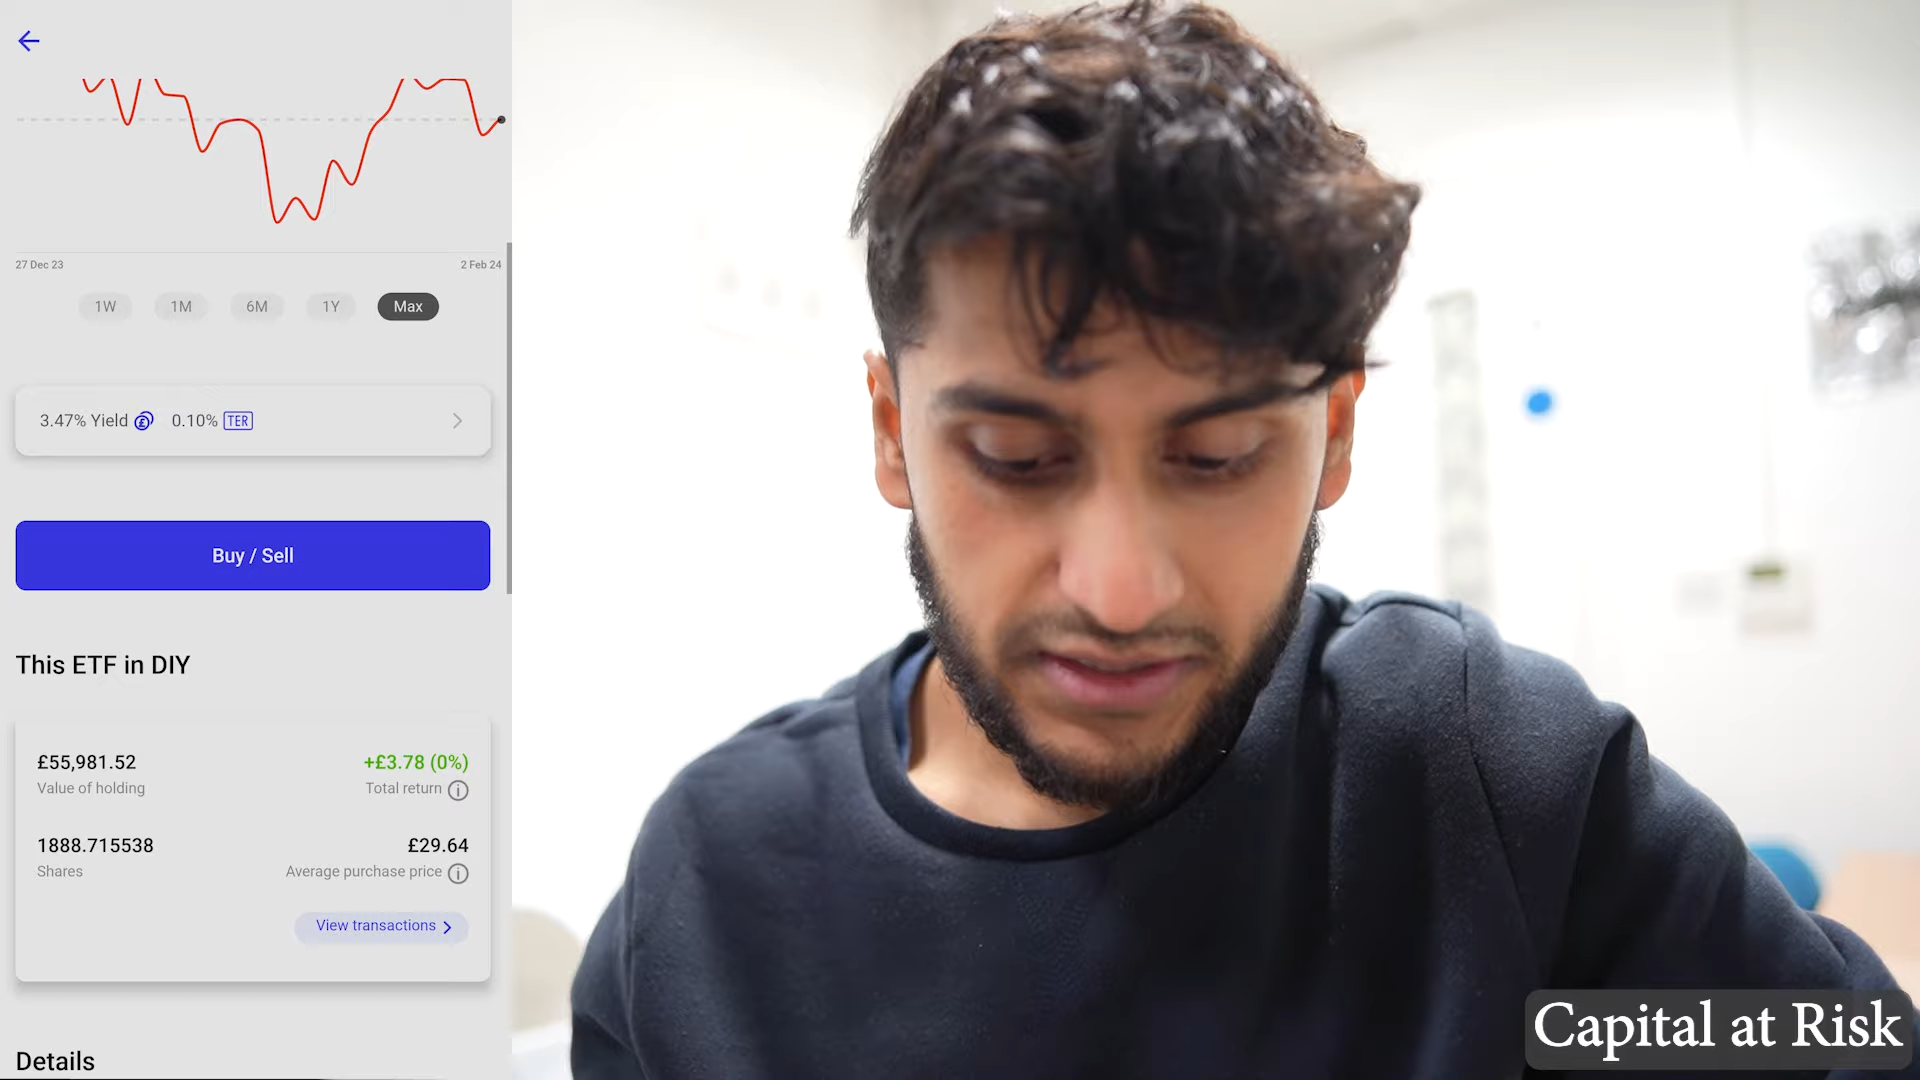 27 Dec 23 2 Feb 24
1W 1M 6M 1Y Max
3.47% Yield £ 0.10% TER
Buy / Sell
This ETF in DIY
£55,981.52 +£3.78 (0%)
Value of holding Total return i
1888.715538 £29.64
Shares Average purchase price i
View transactions
Details
Capital at Risk